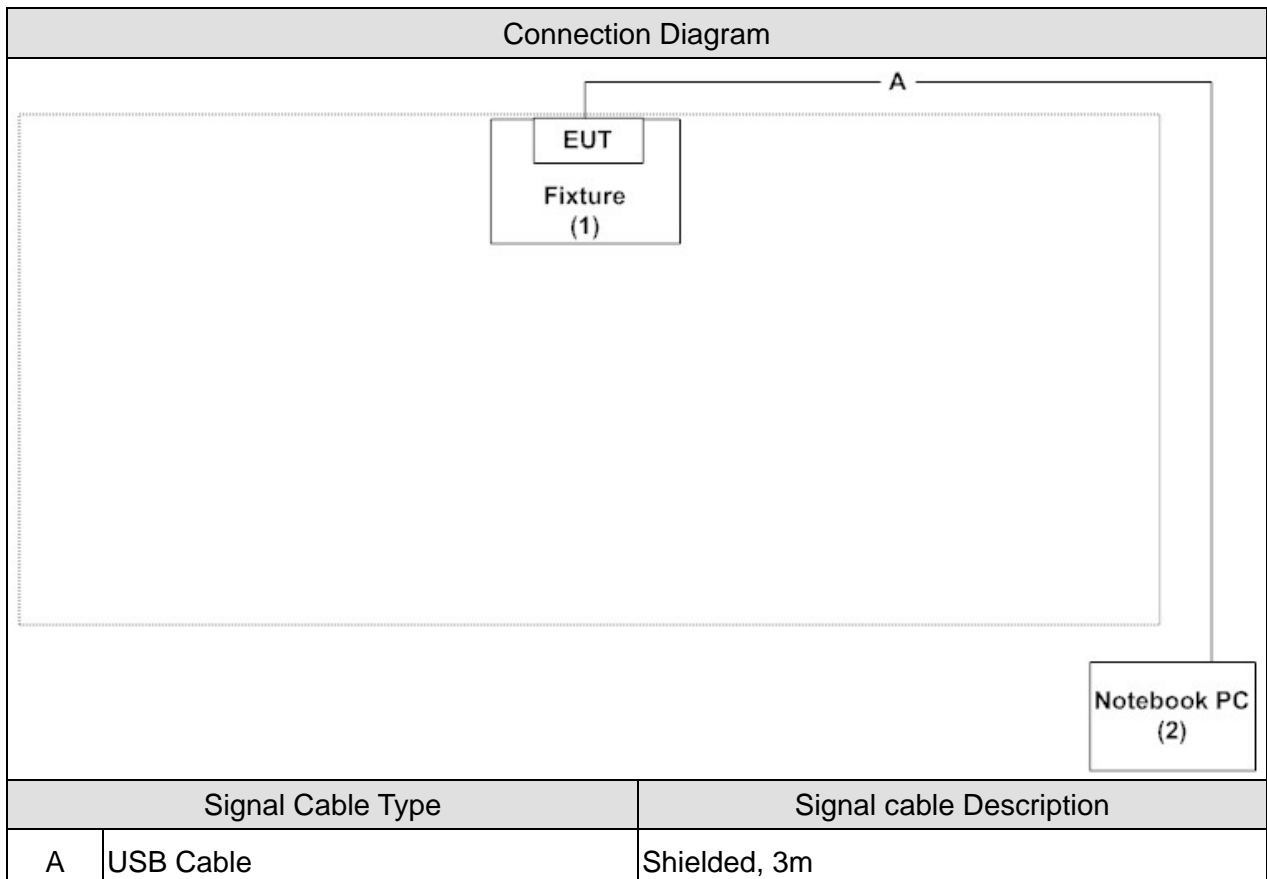 Connection Diagram
A
EUT
Fixture
(1)
Notebook PC
(2)
Signal Cable Type Signal cable Description
A USB Cable Shielded, 3m